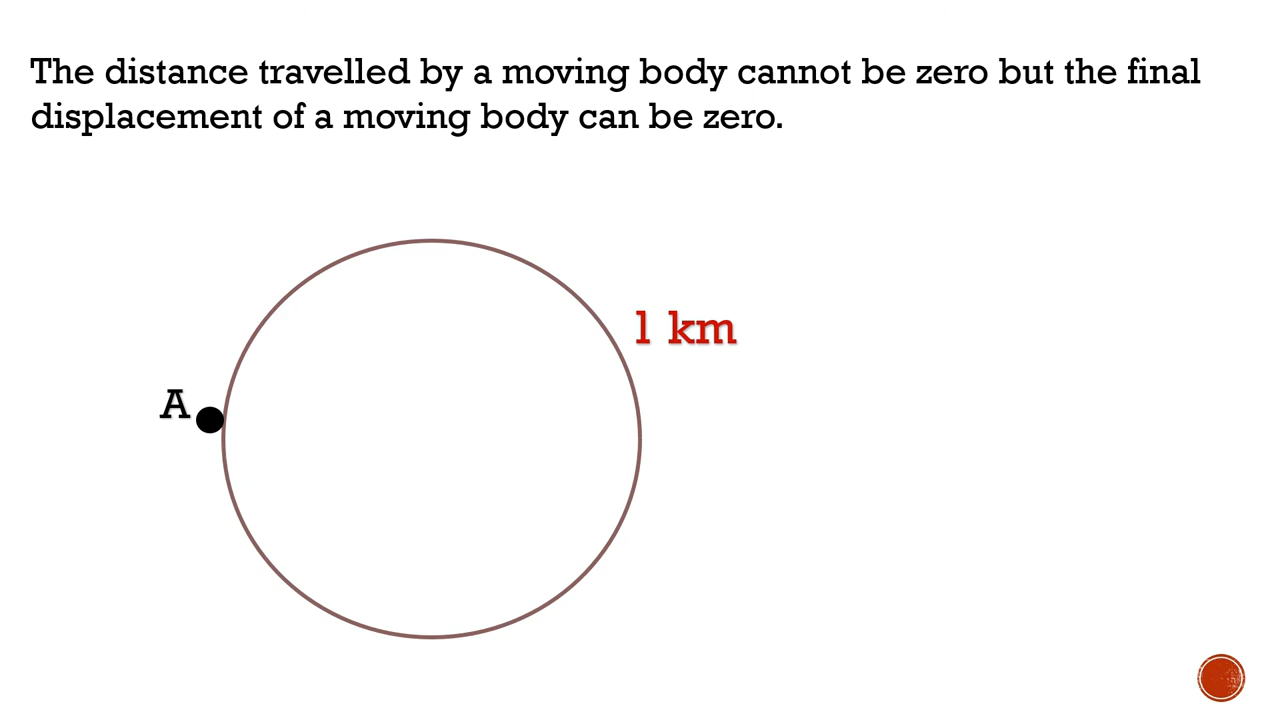 The distance travelled by a moving body cannot be zero but the final
displacement of a moving body can be zero.
1 km
A